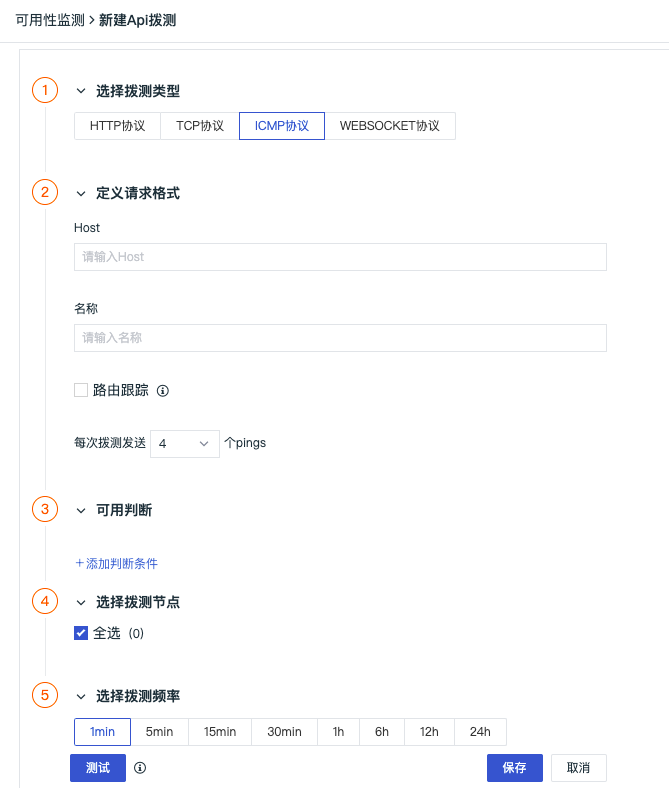 可用性监测 > 新建Api拨测
1 选择拨测类型
HTTP协议 TCP协议 ICMP协议 WEBSOCKET协议
2 定义请求格式
Host
请输入Host
名称
请输入名称
路由跟踪
每次拨测发送 4 个pings
3 可用判断
+添加判断条件
4 选择拨测节点
全选 (0)
5 选择拨测频率
1min 5min 15min 30min 1h 6h 12h 24h
测试 保存 取消